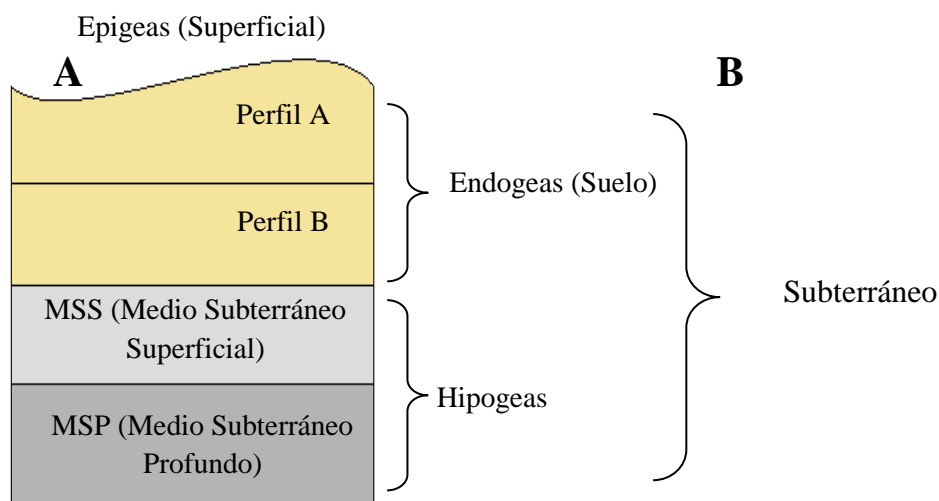 Epigeas (Superficial)
A
B
Perfil A
Endogeas (Suelo)
Perfil B
Subterráneo
MSS (Medio Subterráneo
Superficial)
Hipogeas
MSP (Medio Subterráneo
Profundo)